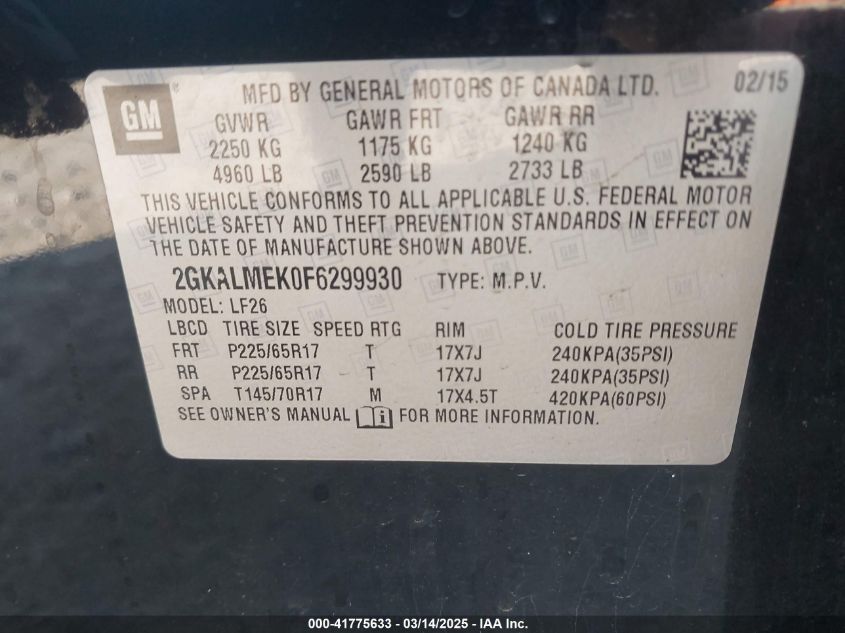 GM
MFD BY GENERAL MOTORS OF CANADA LTD. 02/15
GVWR GAWR FRT GAWR RR
2250 KG 1175 KG 1240 KG
4960 LB 2590 LB 2733 LB
THIS VEHICLE CONFORMS TO ALL APPLICABLE U.S. FEDERAL MOTOR
VEHICLE SAFETY AND THEFT PREVENTION STANDARDS IN EFFECT ON
THE DATE OF MANUFACTURE SHOWN ABOVE.
2GKALMEK0F6299930 TYPE: M.P.V.
MODEL: LF26
LBCD TIRE SIZE SPEED RTG RIM COLD TIRE PRESSURE
FRT P225/65R17 T 17X7J 240KPA(35PSI)
RR P225/65R17 T 17X7J 240KPA(35PSI)
SPA T145/70R17 M 17X4.5T 420KPA(60PSI)
SEE OWNER'S MANUAL FOR MORE INFORMATION.
000-41775633 - 03/14/2025 - IAA Inc.